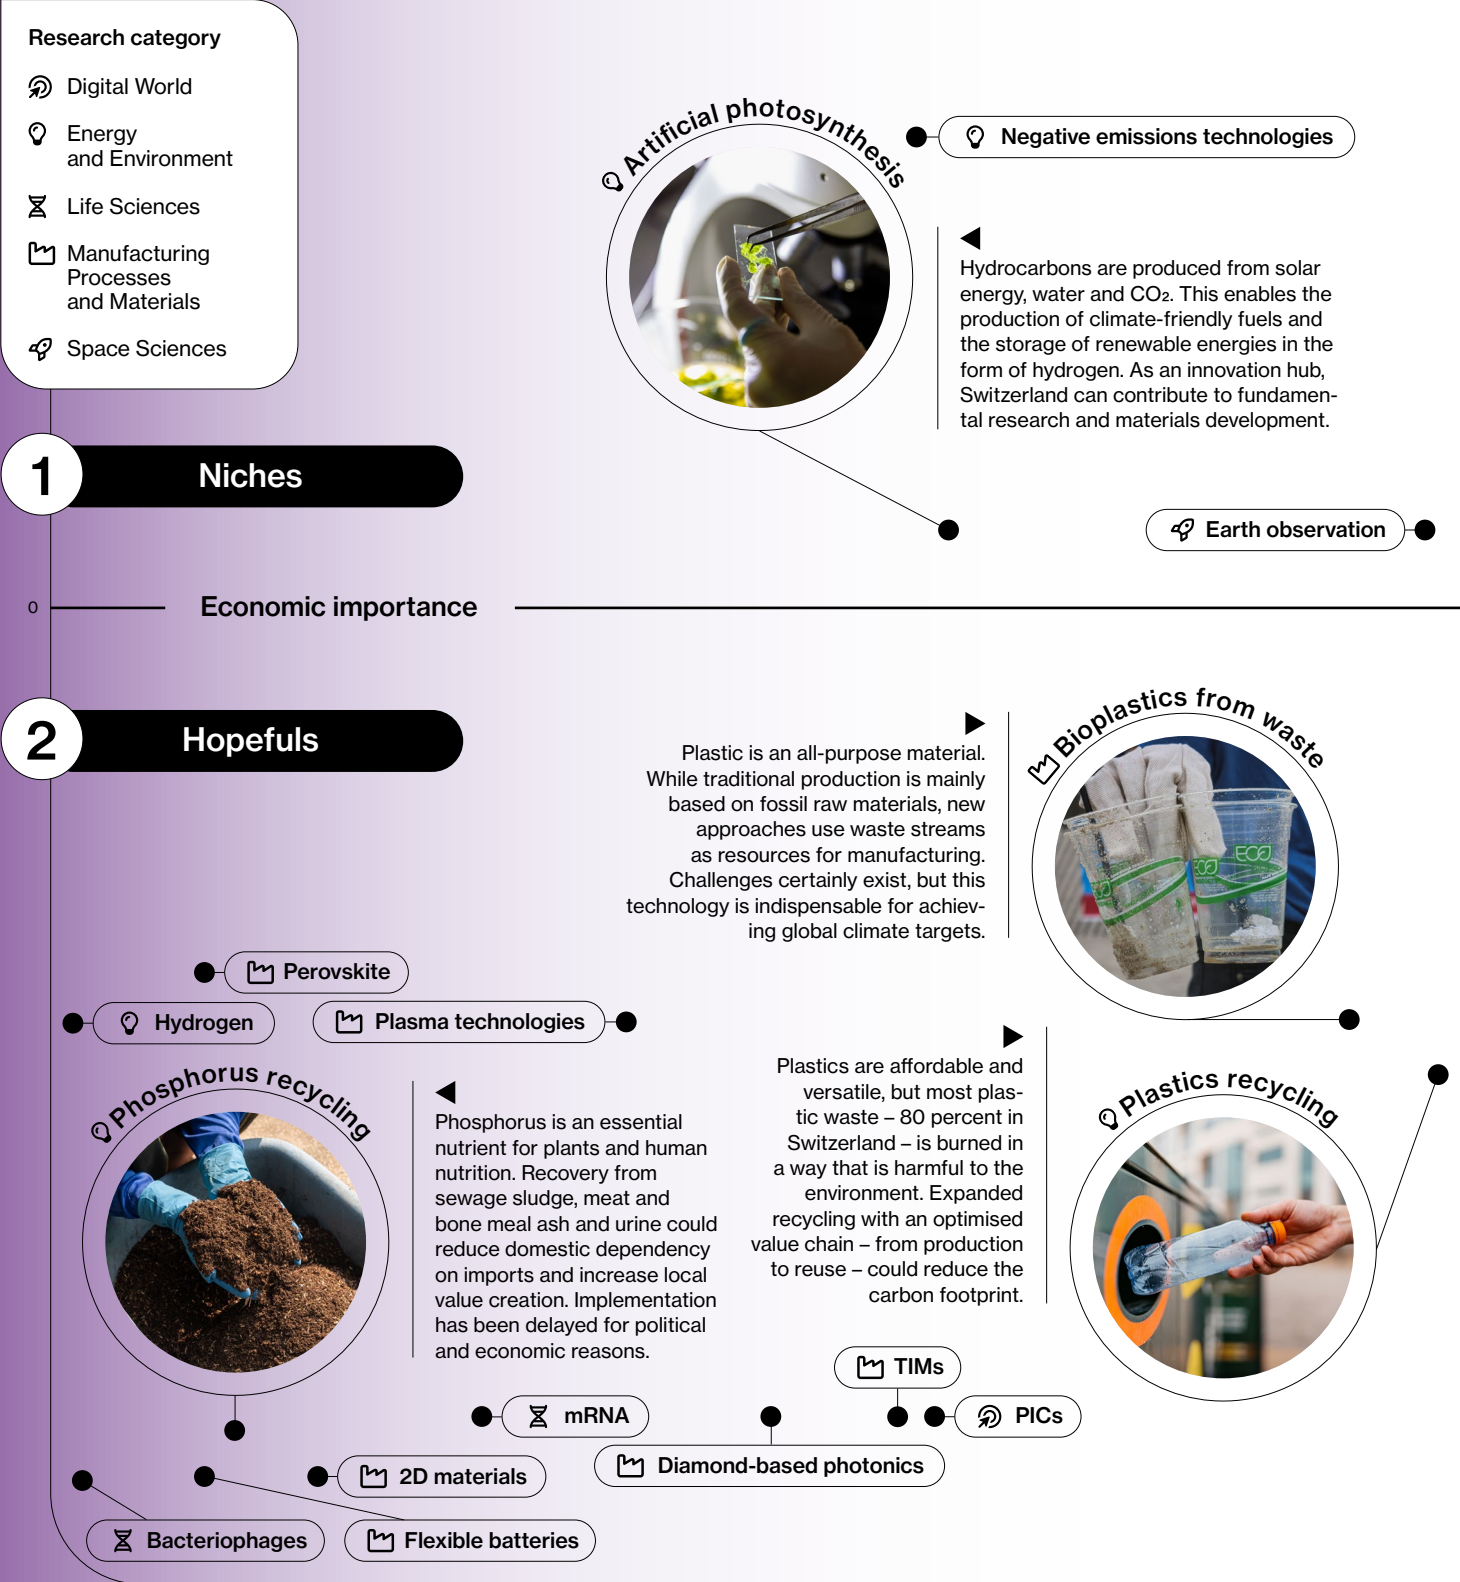 Research category
Digital World
Energy
and Environment
Life Sciences
Manufacturing
Processes
and Materials
Space Sciences
Artificial photosynthesis
Negative emissions technologies
Hydrocarbons are produced from solar
energy, water and CO₂. This enables the
production of climate-friendly fuels and
the storage of renewable energies in the
form of hydrogen. As an innovation hub,
Switzerland can contribute to fundamen-
tal research and materials development.
1
Niches
Earth observation
0
Economic importance
2
Hopefuls
Bioplastics from waste
Plastic is an all-purpose material.
While traditional production is mainly
based on fossil raw materials, new
approaches use waste streams
as resources for manufacturing.
Challenges certainly exist, but this
technology is indispensable for achiev-
ing global climate targets.
ECO
ECO
Perovskite
Hydrogen
Plasma technologies
Phosphorus recycling
Phosphorus is an essential
nutrient for plants and human
nutrition. Recovery from
sewage sludge, meat and
bone meal ash and urine could
reduce domestic dependency
on imports and increase local
value creation. Implementation
has been delayed for political
and economic reasons.
Plastics recycling
Plastics are affordable and
versatile, but most plas-
tic waste – 80 percent in
Switzerland – is burned in
a way that is harmful to the
environment. Expanded
recycling with an optimised
value chain – from production
to reuse – could reduce the
carbon footprint.
TIMs
mRNA
PICs
Diamond-based photonics
2D materials
Bacteriophages
Flexible batteries